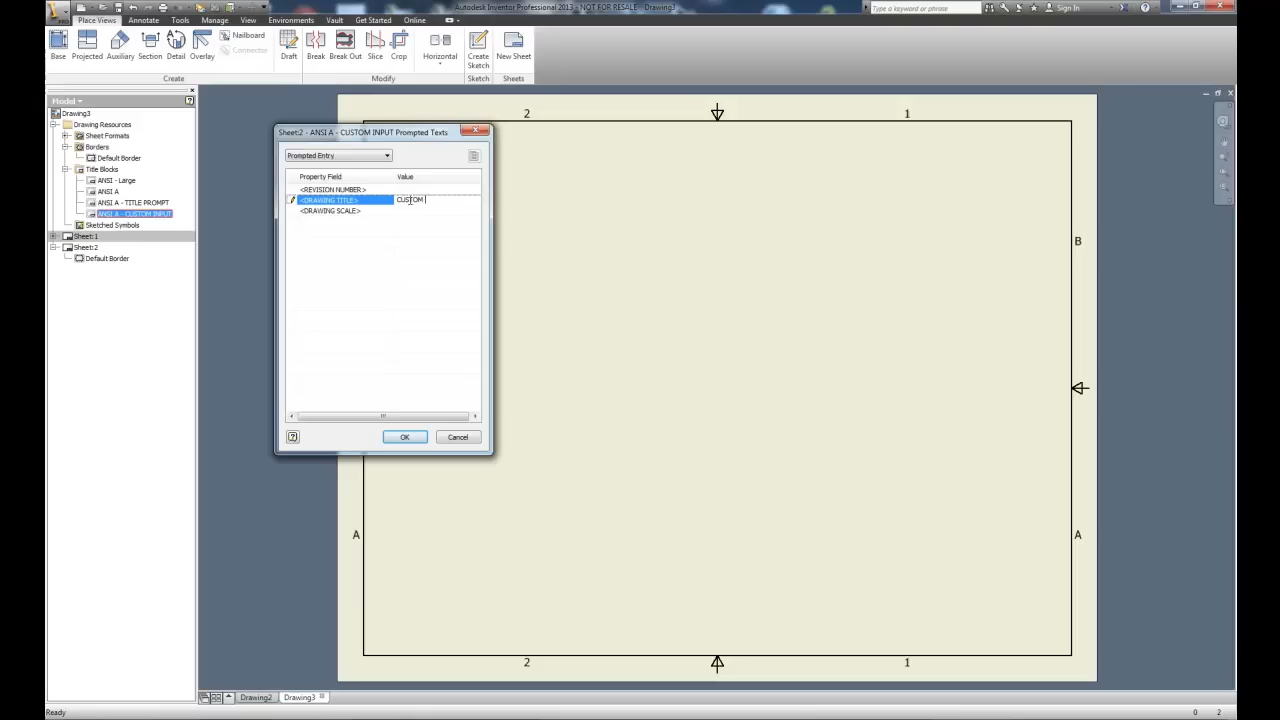 Autodesk Inventor Professional 2013 - NOT FOR RESALE - Drawing3
Type a keyword or phrase
Sign In
PRO
Place Views
Annotate
Tools
Manage
View
Environments
Vault
Get Started
Online
Base
Projected
Auxiliary
Section
Detail
Overlay
Nailboard
Connector
Draft
Break
Break Out
Slice
Crop
Horizontal
Create
Sketch
New Sheet
Create
Modify
Sketch
Sheets
Model
Drawing3
Drawing Resources
Sheet Formats
Borders
Default Border
Title Blocks
ANSI - Large
ANSI A
ANSI A - TITLE PROMPT
ANSI A - CUSTOM INPUT
Sketched Symbols
Sheet:1
Sheet:2
Default Border
Sheet:2 - ANSI A - CUSTOM INPUT Prompted Texts
Prompted Entry
Property Field
Value
<REVISION NUMBER>
<DRAWING TITLE>
CUSTOM
<DRAWING SCALE>
OK
Cancel
2
1
B
A
A
2
1
Drawing2
Drawing3
Ready
0
2